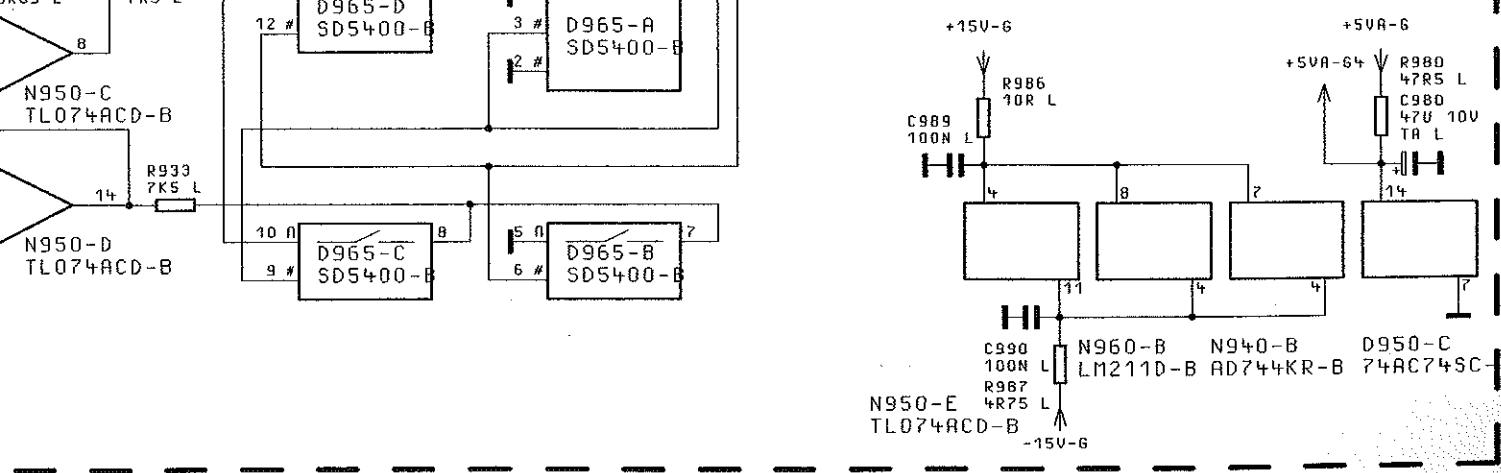 D965-D
12 #
SD5400-B
8
N950-C
TL074ACD-B
3 #
D965-A
SD5400-B
2 #
R933
7K5 L
14
N950-D
TL074ACD-B
10 A
8
D965-C
9 #
SD5400-B
5 A
7
D965-B
6 #
SD5400-B
+15V-G
R986
10R L
C989
100N L
4
8
7
+5VA-G
+5VA-G4
R980
47R5 L
C980
47U 10V
TA L
+
14
11
4
4
7
C990
100N L
R987
4R75 L
-15V-G
N950-E
TL074ACD-B
N960-B
LM211D-B
N940-B
AD744KR-B
D950-C
74AC74SC-